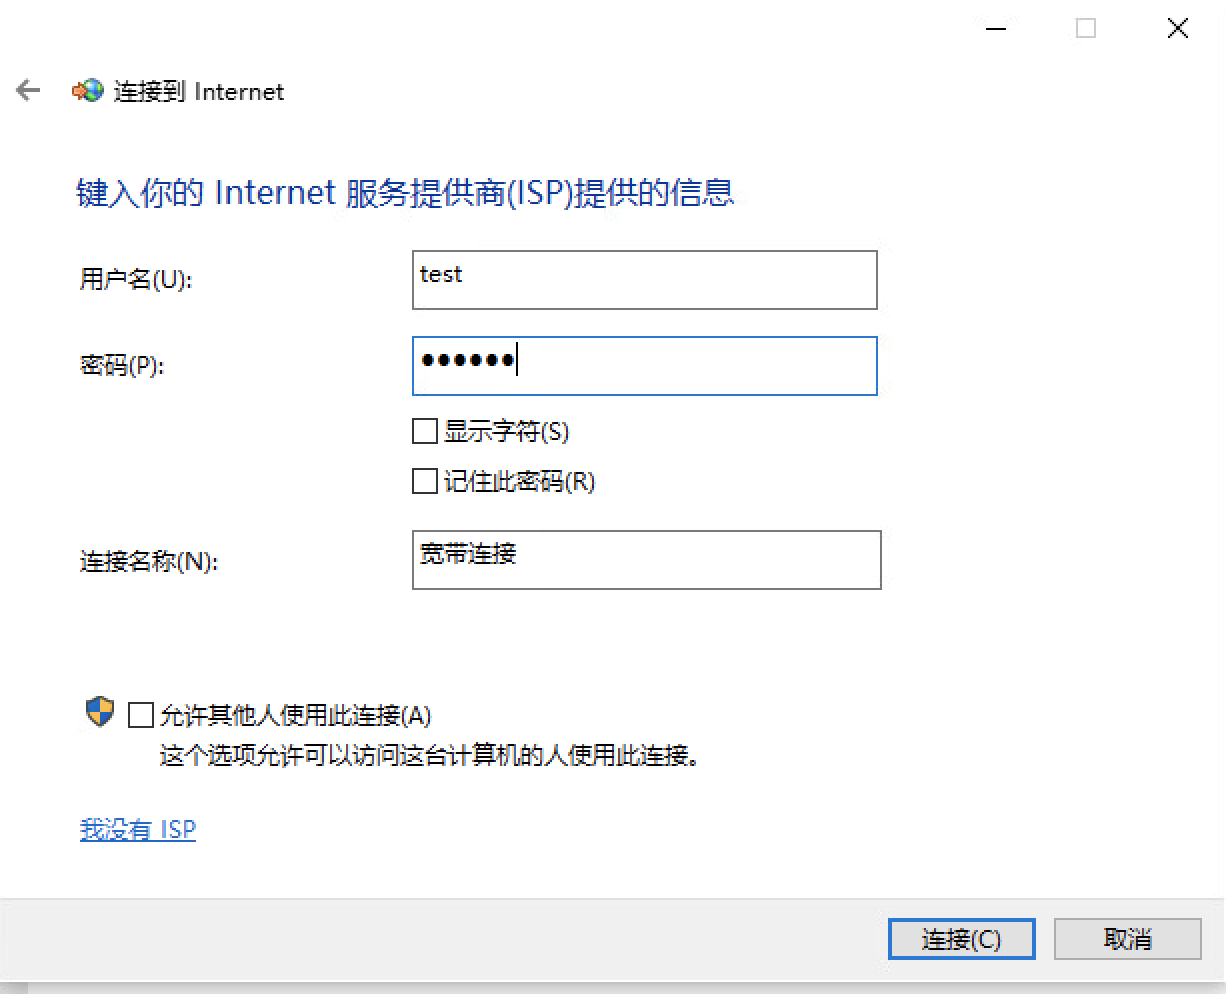 连接到 Internet
键入你的 Internet 服务提供商(ISP)提供的信息
用户名(U):
test
密码(P):
●●●●●●
显示字符(S)
记住此密码(R)
连接名称(N):
宽带连接
允许其他人使用此连接(A)
这个选项允许可以访问这台计算机的人使用此连接。
我没有 ISP
连接(C)
取消